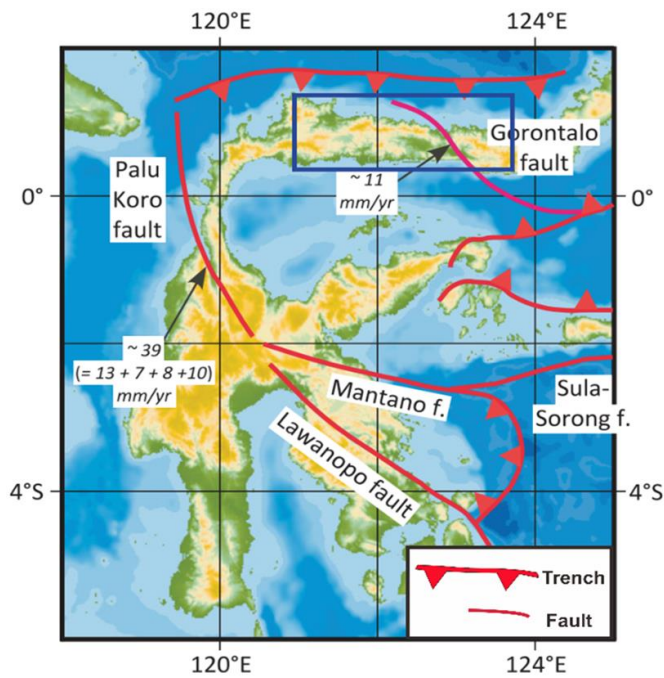 120°E
124°E
Gorontalo
fault
Palu
Koro
fault
~ 11
mm/yr
0°
0°
~ 39
(= 13 + 7 + 8 +10)
mm/yr
Mantano f.
Sula-
Sorong f.
Lawanopo fault
4°S
4°S
Trench
Fault
120°E
124°E